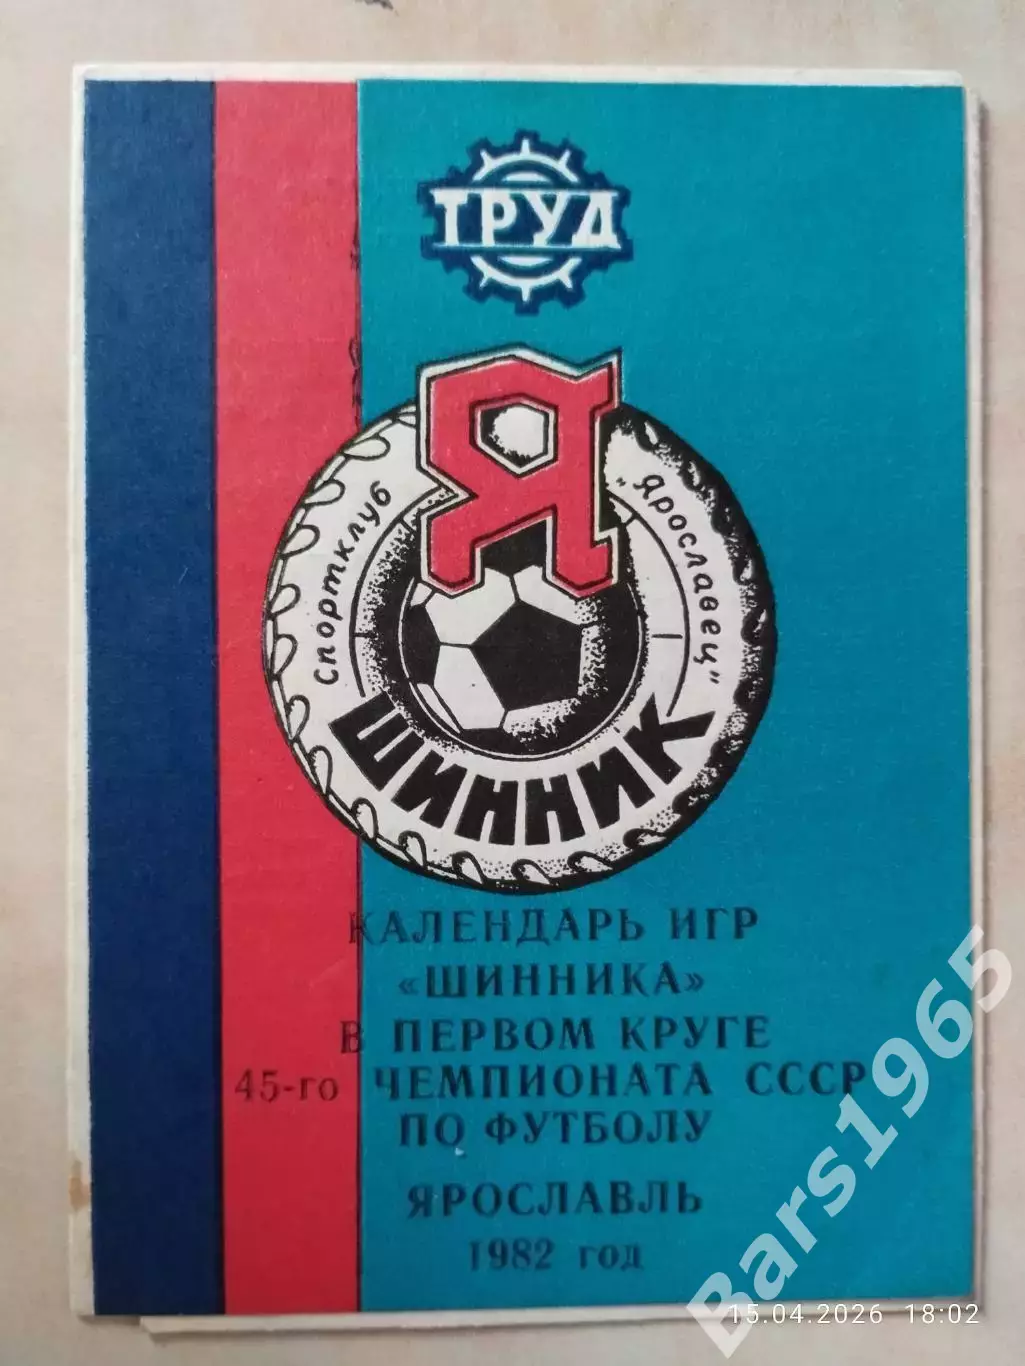 ТРУД
Я
Спортклуб „Ярославец"
ШИННИК
КАЛЕНДАРЬ ИГР
«ШИННИКА»
В ПЕРВОМ КРУГЕ
45-го ЧЕМПИОНАТА СССР
ПО ФУТБОЛУ
ЯРОСЛАВЛЬ
1982 год
Bars1965
15.04.2026 18:02